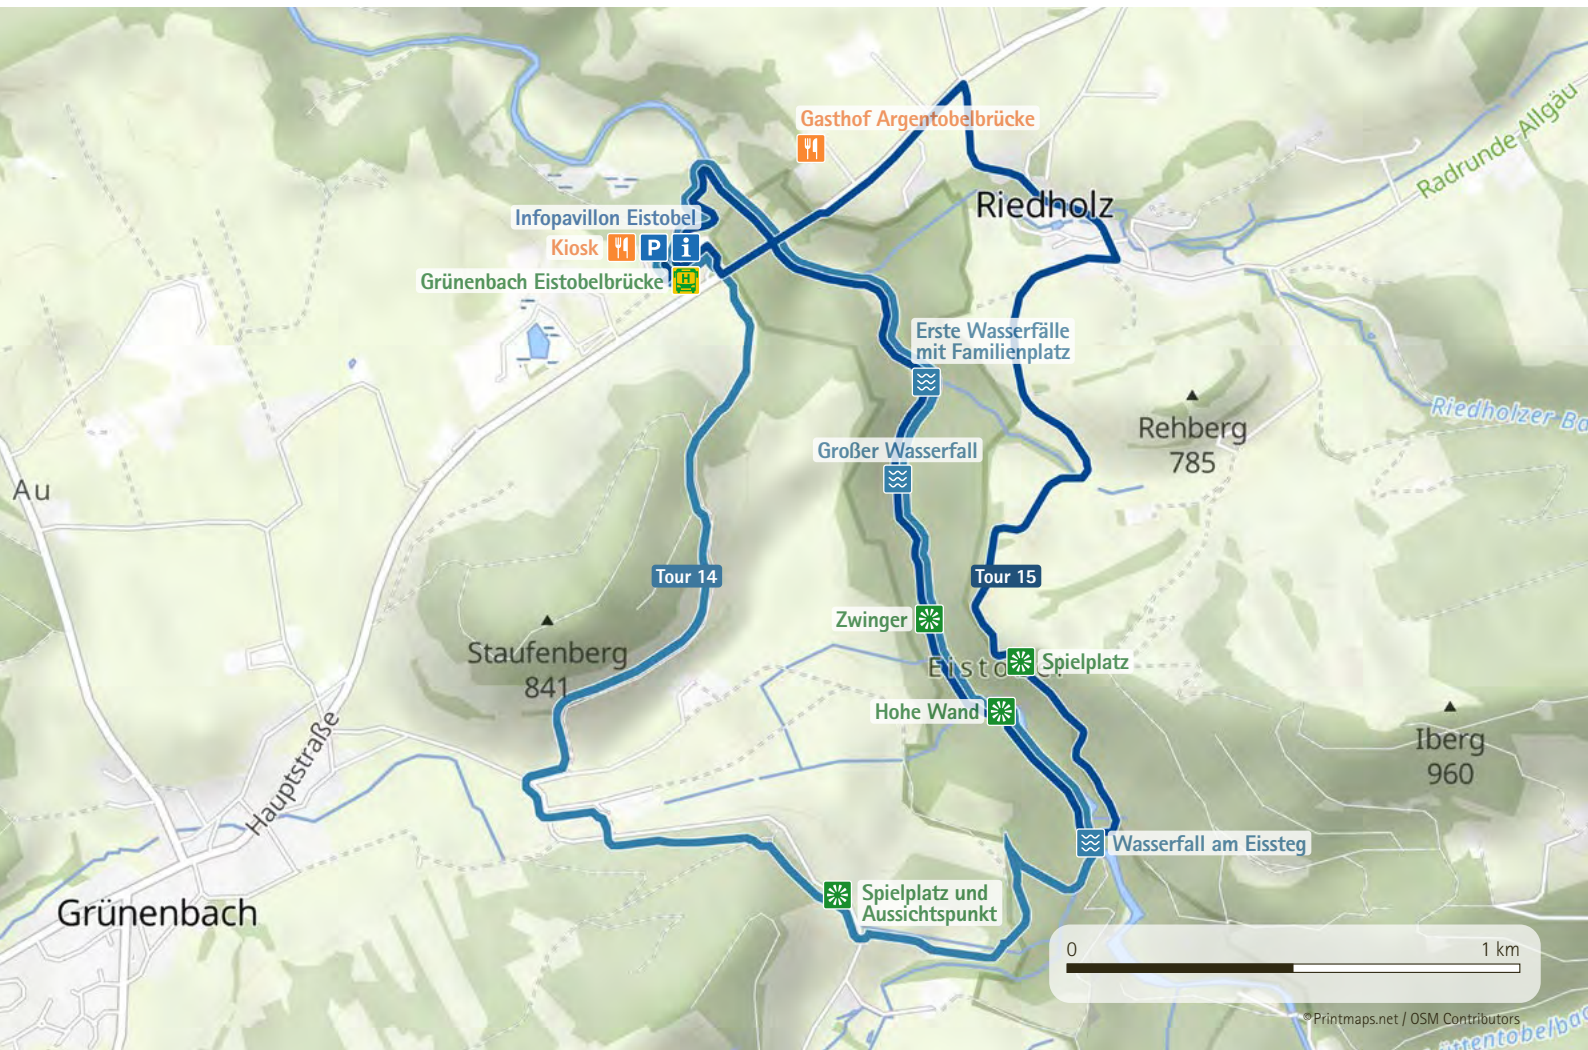 Gasthof Argentobelbrücke
Radrunde Allgäu
Riedholz
Infopavillon Eistobel
Kiosk
P
i
Grünenbach Eistobelbrücke
H
Erste Wasserfälle
mit Familienplatz
Riedholzer Ba
Rehberg
785
Großer Wasserfall
Au
Tour 14
Tour 15
Zwinger
Staufenberg
841
Spielplatz
Hohe Wand
Iberg
960
Hauptstraße
Wasserfall am Eissteg
Grünenbach
Spielplatz und
Aussichtspunkt
0 1 km
©Printmaps.net / OSM Contributors